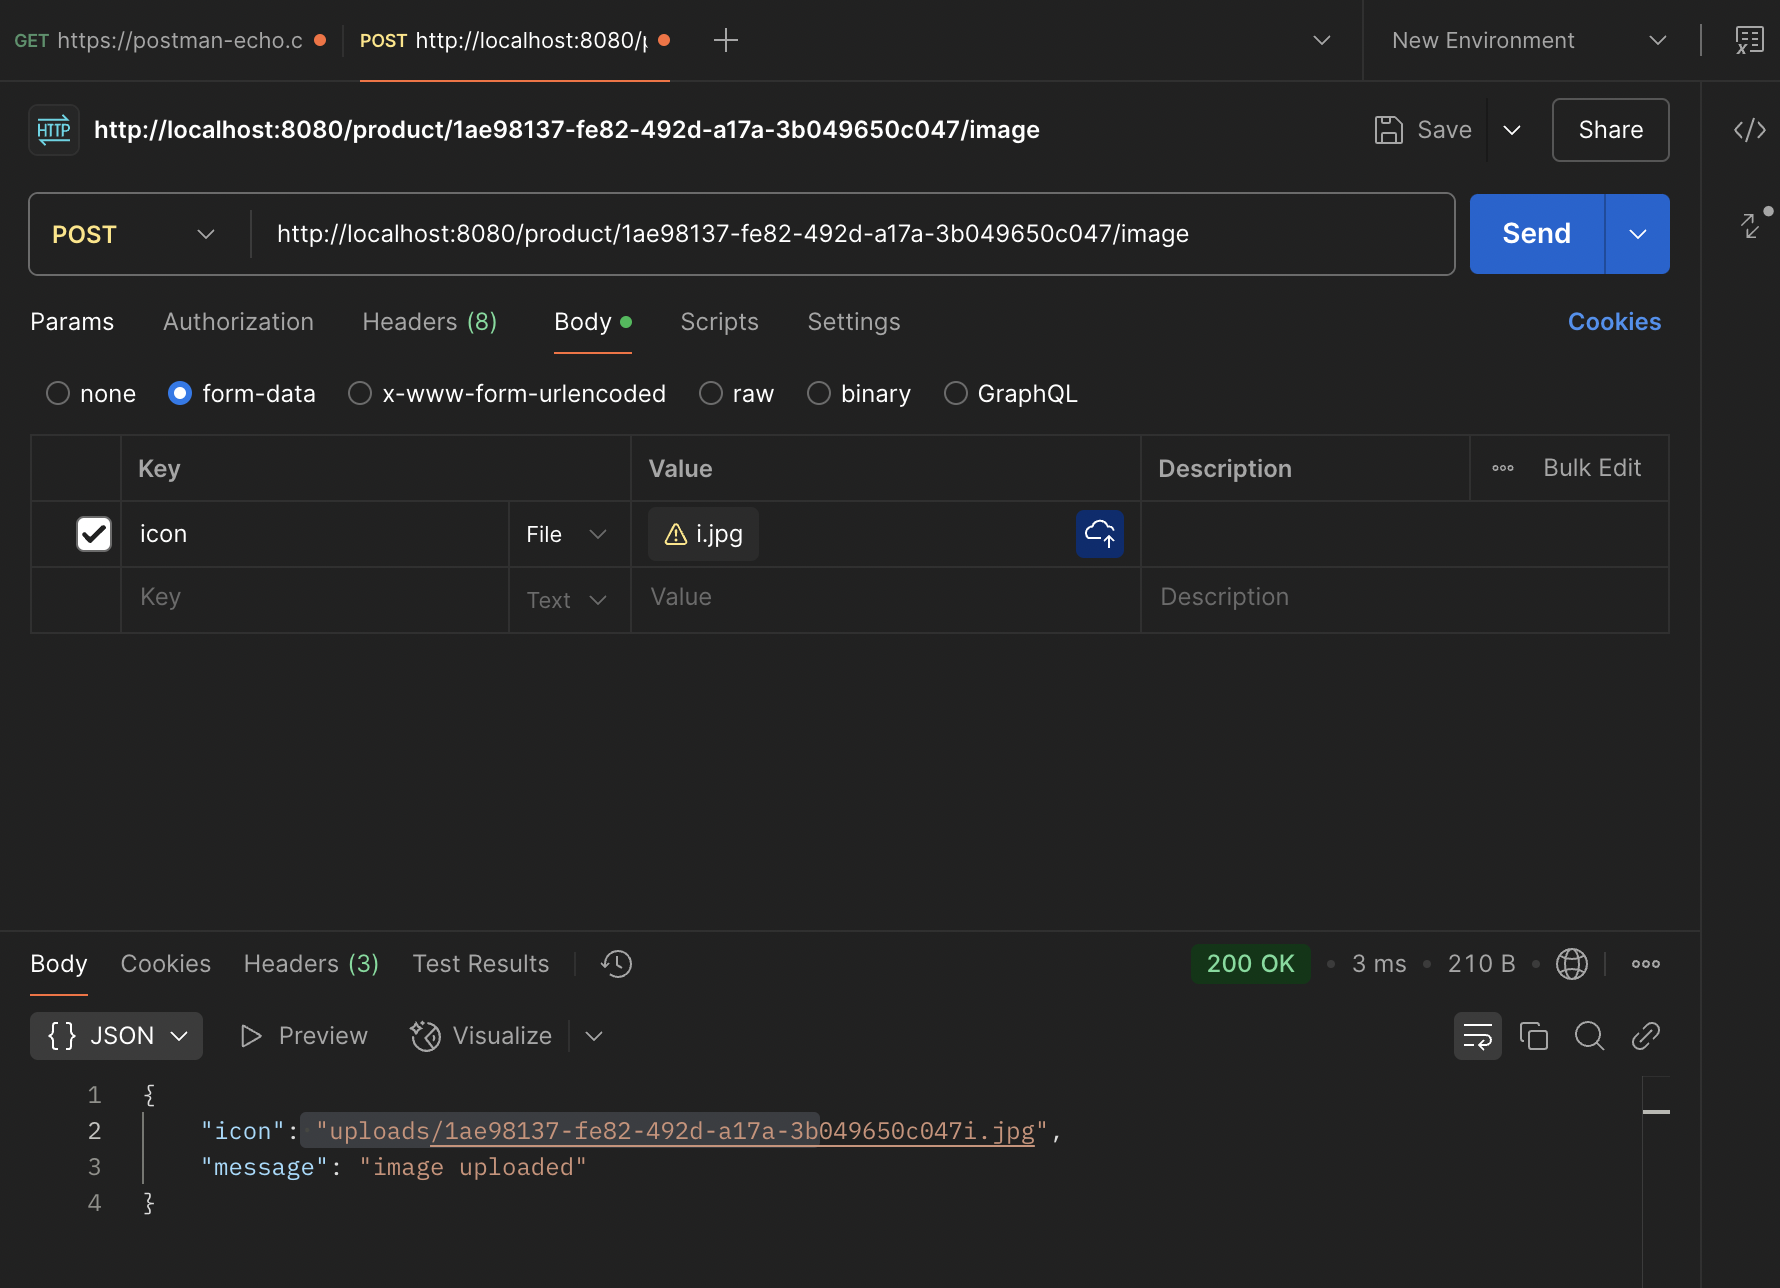 GET https://postman-echo.c
POST http://localhost:8080/p
New Environment
HTTP http://localhost:8080/product/1ae98137-fe82-492d-a17a-3b049650c047/image
Save
Share
POST http://localhost:8080/product/1ae98137-fe82-492d-a17a-3b049650c047/image
Send
Params Authorization Headers (8) Body Scripts Settings Cookies
none form-data x-www-form-urlencoded raw binary GraphQL
Key Value Description Bulk Edit
icon File i.jpg
Key Text Value Description
Body Cookies Headers (3) Test Results 200 OK 3 ms 210 B
{} JSON Preview Visualize
1 {
2 "icon": "uploads/1ae98137-fe82-492d-a17a-3b049650c047i.jpg",
3 "message": "image uploaded"
4 }